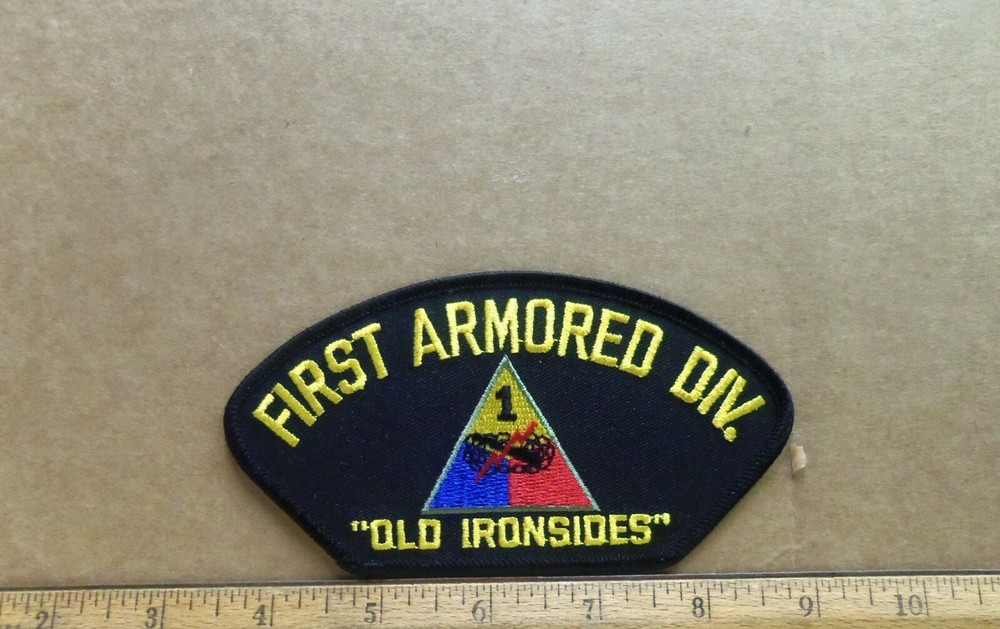 FIRST ARMORED DIV.
1
"OLD IRONSIDES"
2 3 4 5 6 7 8 9 10